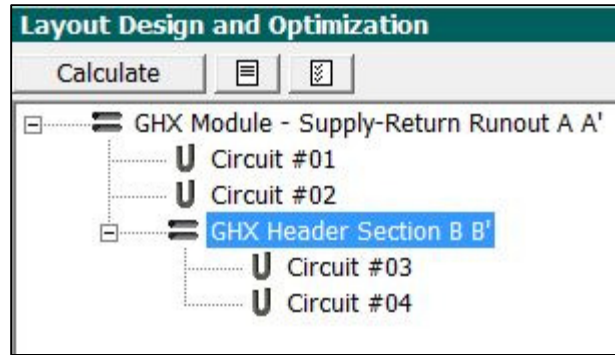 Layout Design and Optimization
Calculate
GHX Module - Supply-Return Runout A A'
Circuit #01
Circuit #02
GHX Header Section B B'
Circuit #03
Circuit #04